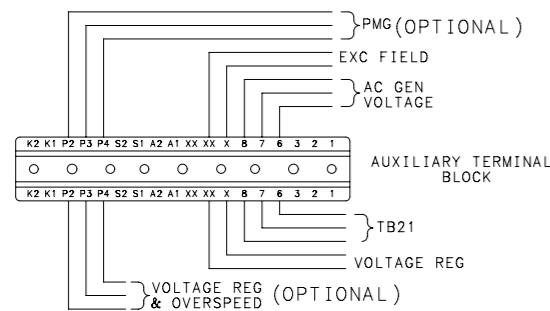 PMG (OPTIONAL)
EXC FIELD
AC GEN
VOLTAGE
K2 K1 P2 P3 P4 S2 S1 A2 A1 XX XX X 8 7 6 3 2 1
AUXILIARY TERMINAL
BLOCK
K2 K1 P2 P3 P4 S2 S1 A2 A1 XX XX X 8 7 6 3 2 1
TB21
VOLTAGE REG
VOLTAGE REG
& OVERSPEED (OPTIONAL)